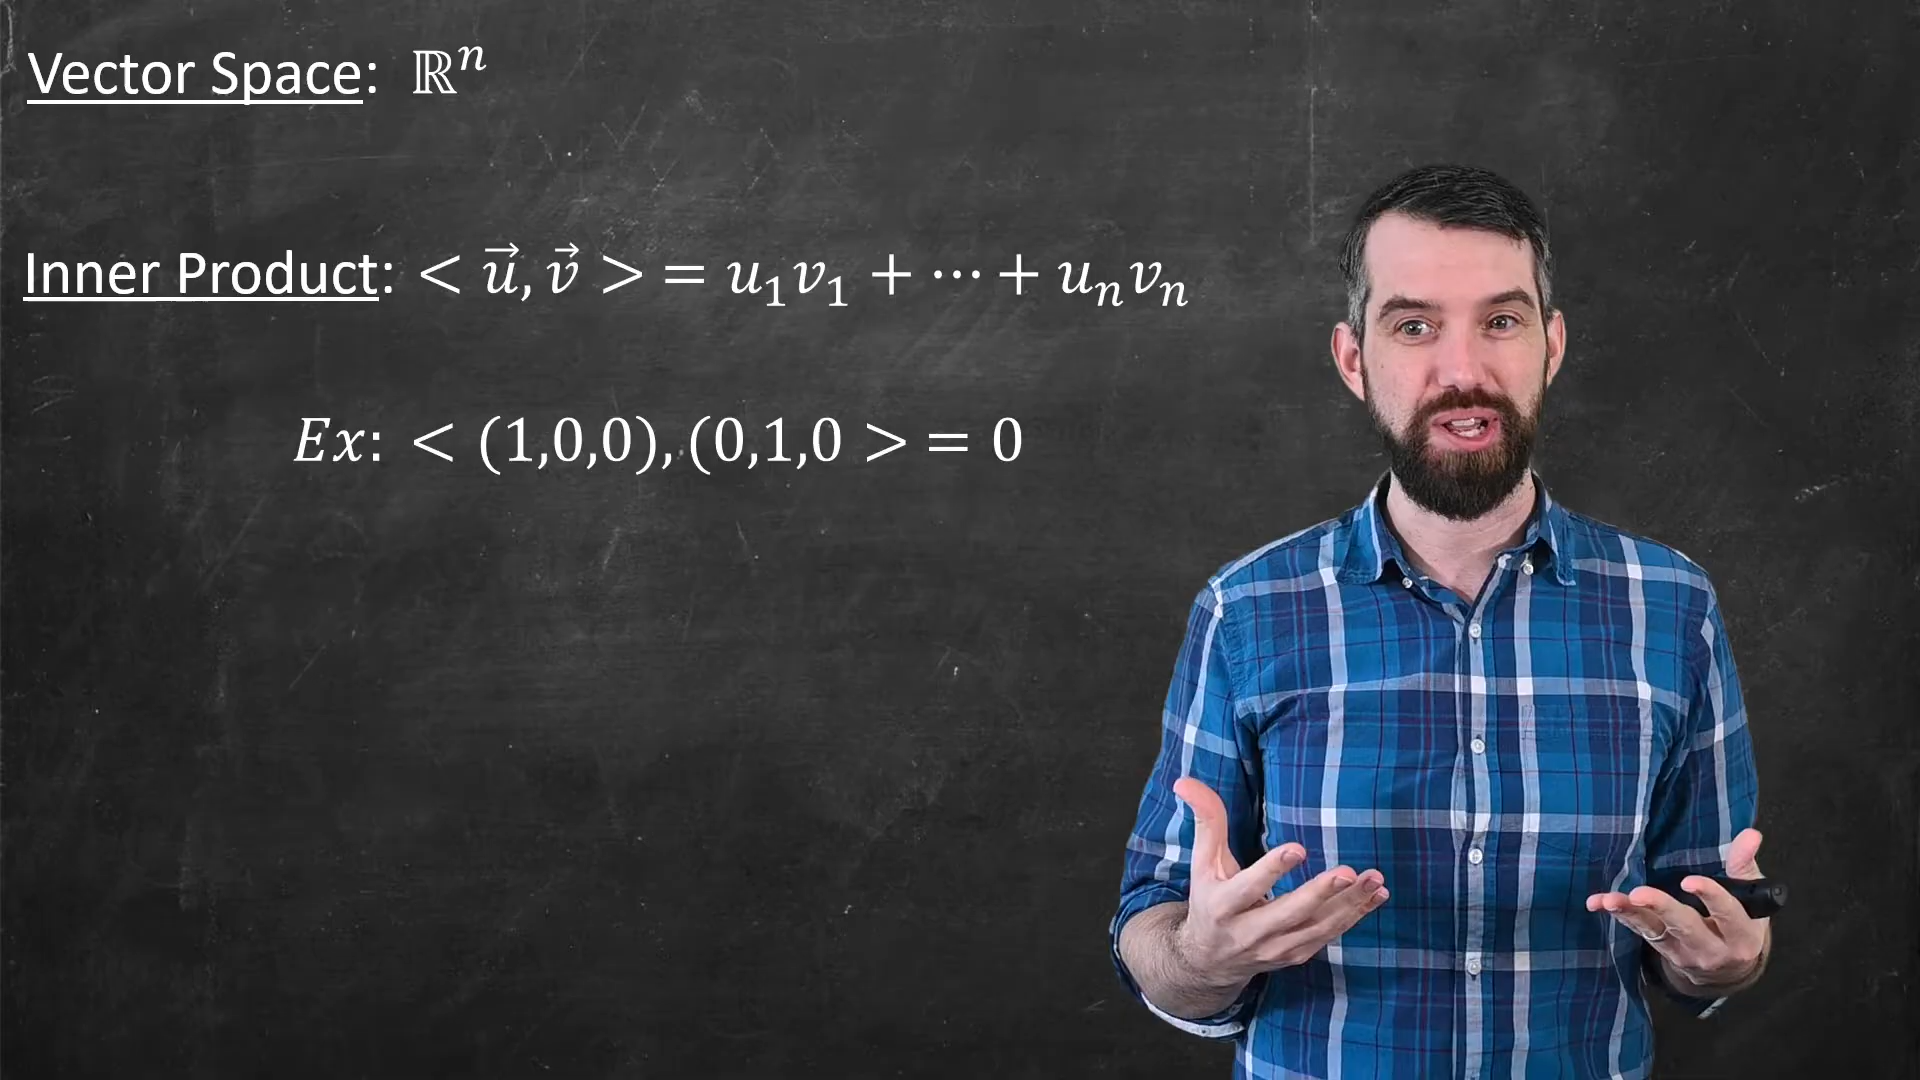 Vector Space: ℝⁿ
Inner Product: < u⃗, v⃗ > = u₁v₁ + ⋯ + uₙvₙ
Ex: < (1,0,0), (0,1,0 > = 0